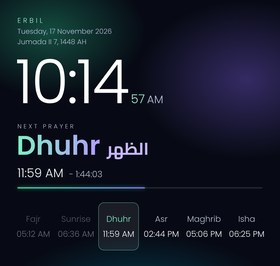 ERBIL
Tuesday, 17 November 2026
Jumada II 7, 1448 AH
10:14 57 AM
NEXT PRAYER
Dhuhr الظهر
11:59 AM - 1:44:03
Fajr Sunrise Dhuhr Asr Maghrib Isha
05:12 AM 06:36 AM 11:59 AM 02:44 PM 05:06 PM 06:25 PM